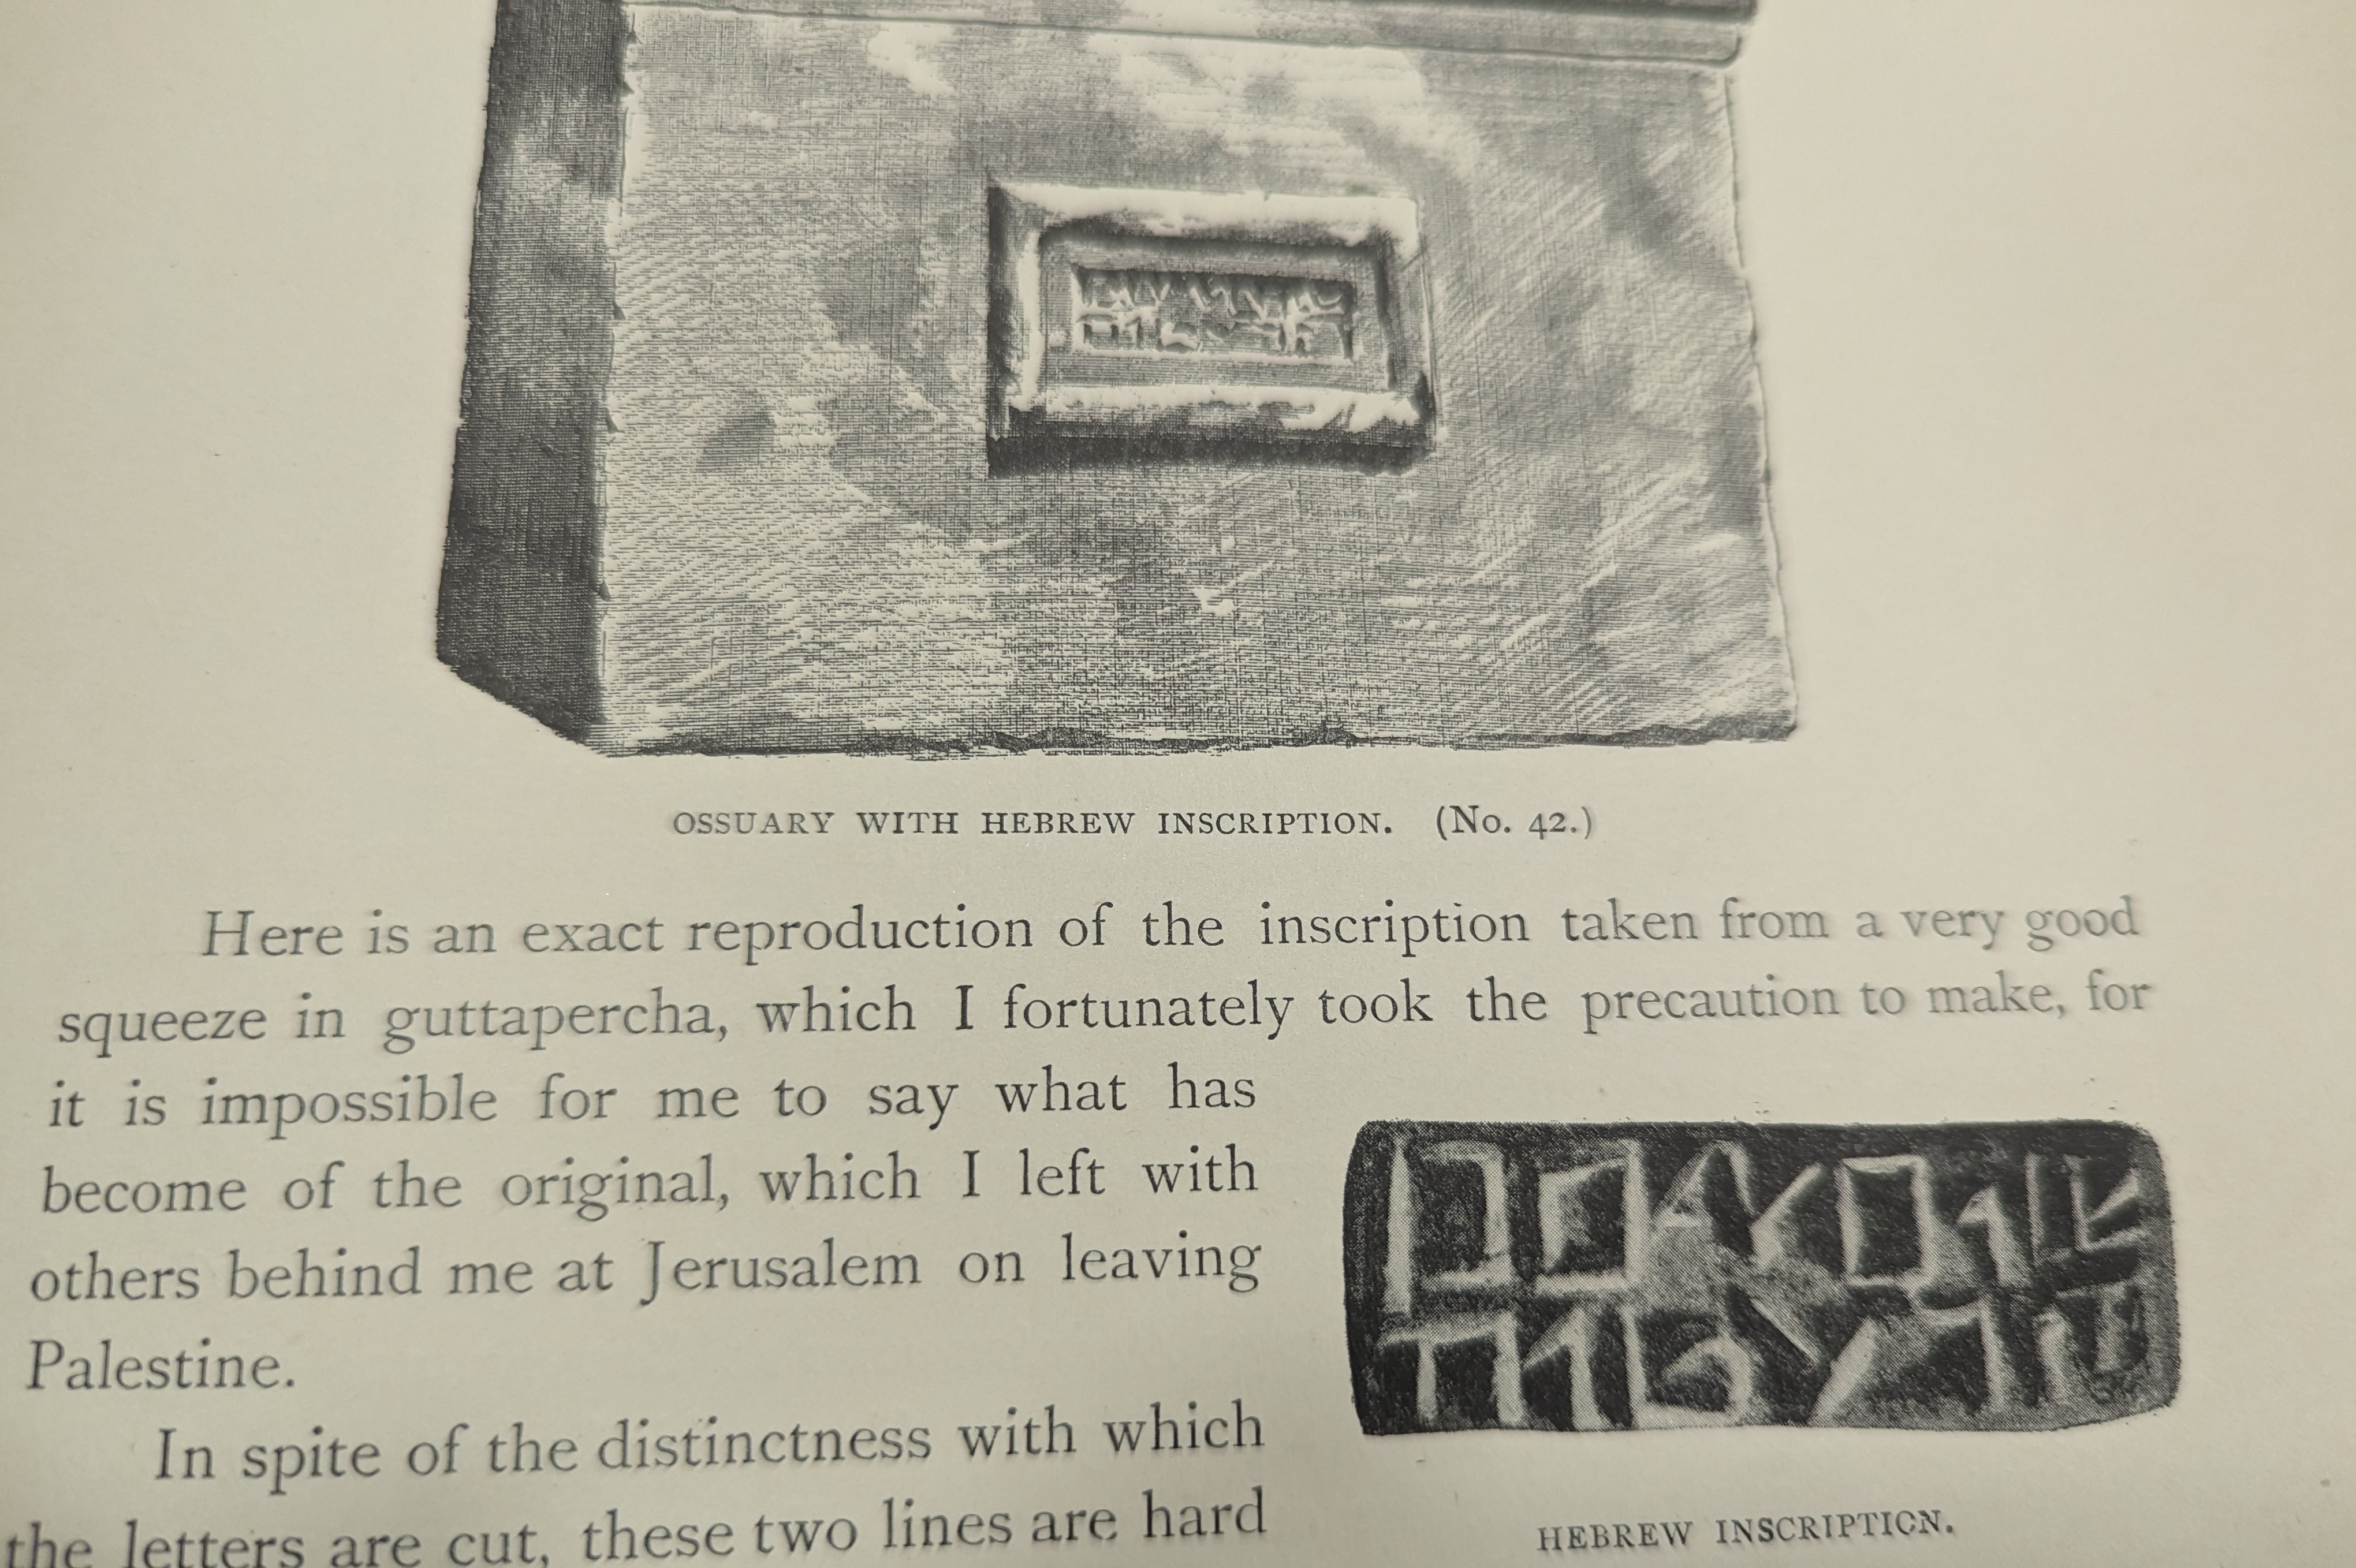 OSSUARY WITH HEBREW INSCRIPTION. (No. 42.)
Here is an exact reproduction of the inscription taken from a very good
squeeze in guttapercha, which I fortunately took the precaution to make, for
it is impossible for me to say what has
become of the original, which I left with
others behind me at Jerusalem on leaving
Palestine.
In spite of the distinctness with which
the letters are cut, these two lines are hard
HEBREW INSCRIPTION.